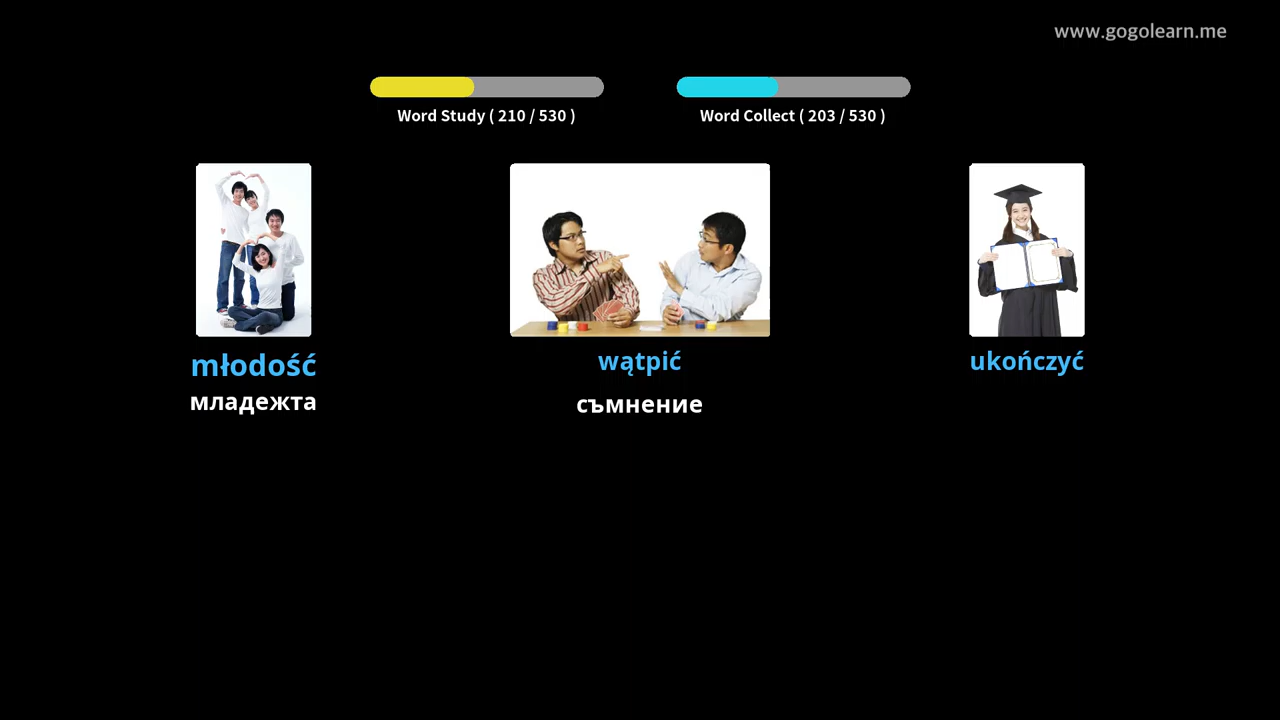 www.gogolearn.me
Word Study ( 210 / 530 )
Word Collect ( 203 / 530 )
młodość
младежта
wątpić
съмнение
ukończyć